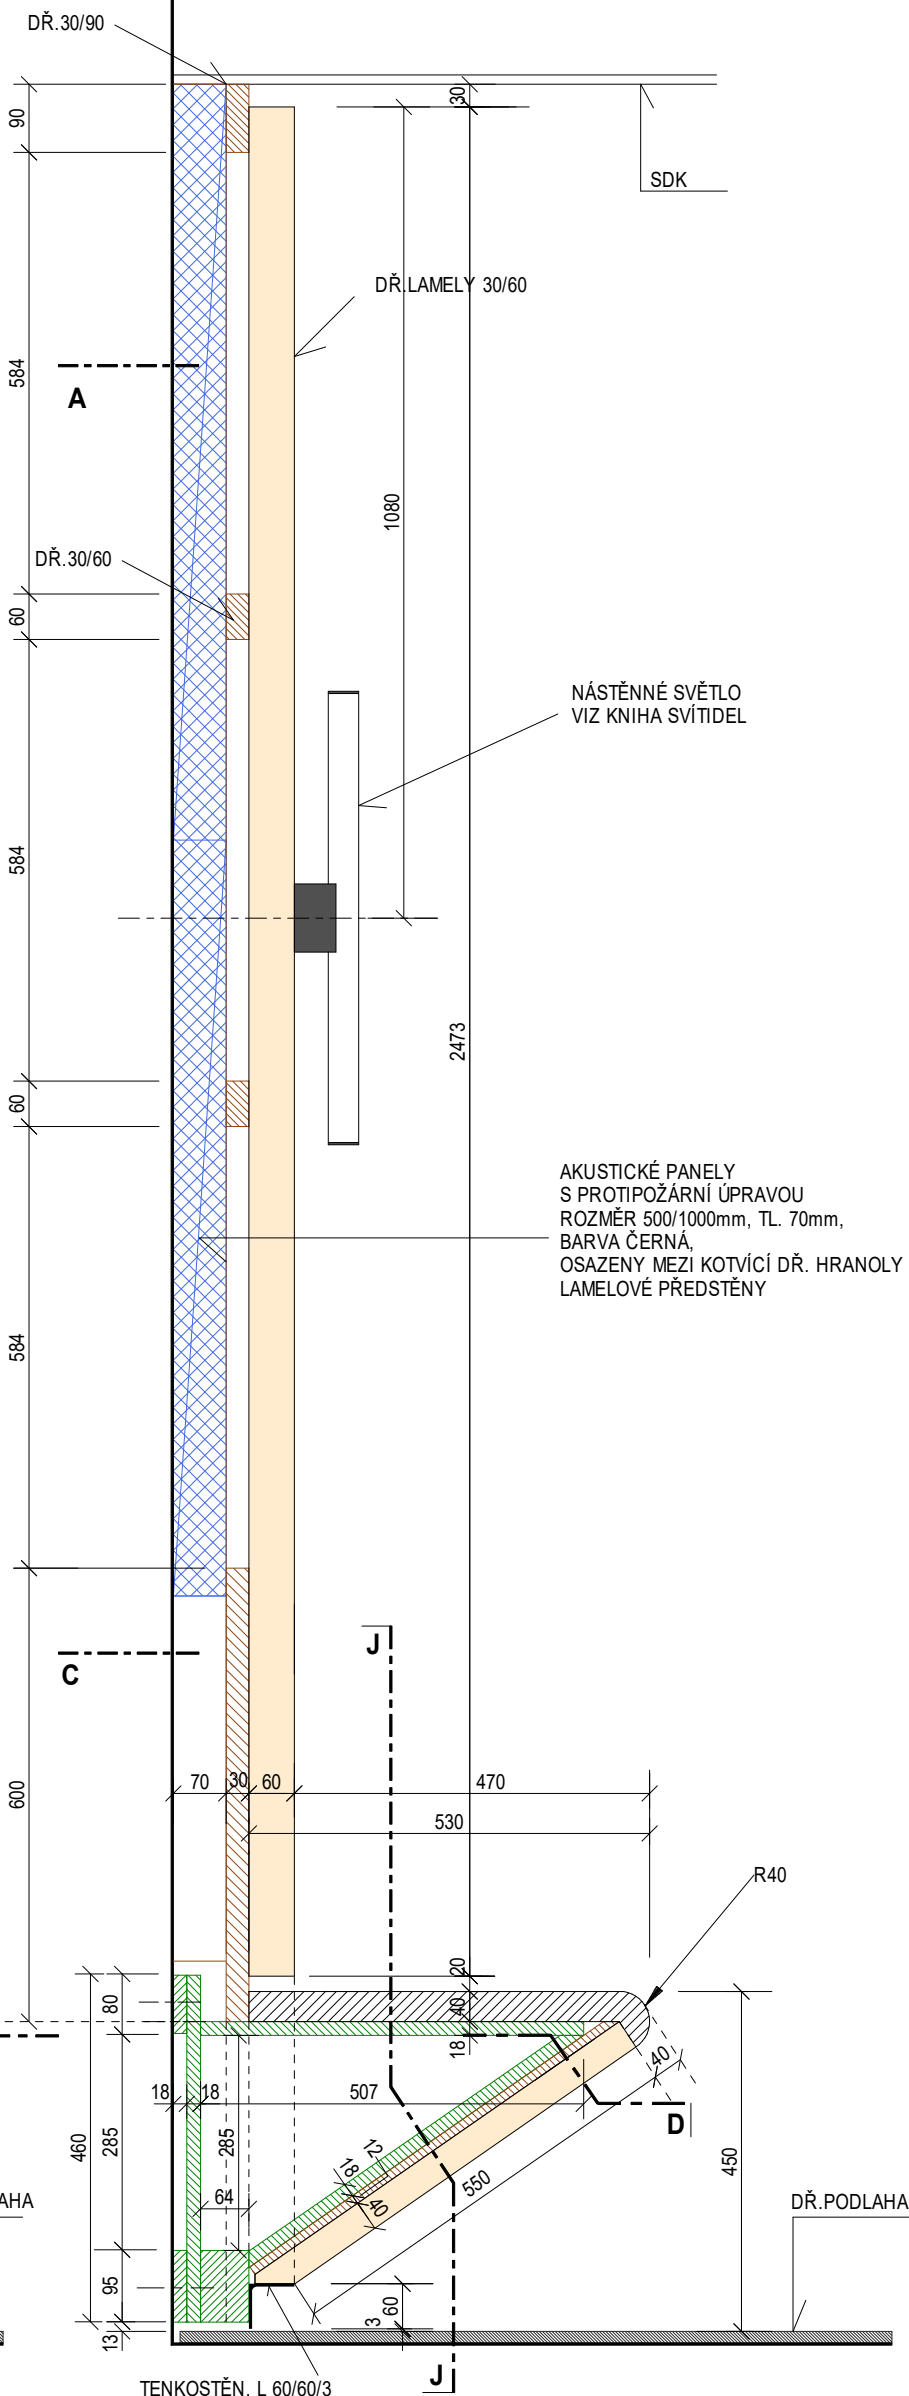 DŘ.30/90
30
90
SDK
DŘ.LAMELY 30/60
584
A
1080
DŘ.30/60
60
NÁSTĚNNÉ SVĚTLO
VIZ KNIHA SVÍTIDEL
584
2473
60
AKUSTICKÉ PANELY
S PROTIPOŽÁRNÍ ÚPRAVOU
ROZMĚR 500/1000mm, TL. 70mm,
BARVA ČERNÁ,
OSAZENY MEZI KOTVÍCÍ DŘ. HRANOLY
LAMELOVÉ PŘEDSTĚNY
584
J
C
600
70
30
60
470
530
R40
20
80
40
18
40
18
18
507
D
460
285
285
12
18
40
550
450
64
AHA
DŘ.PODLAHA
95
60
3
13
J
TENKOSTĚN. L 60/60/3